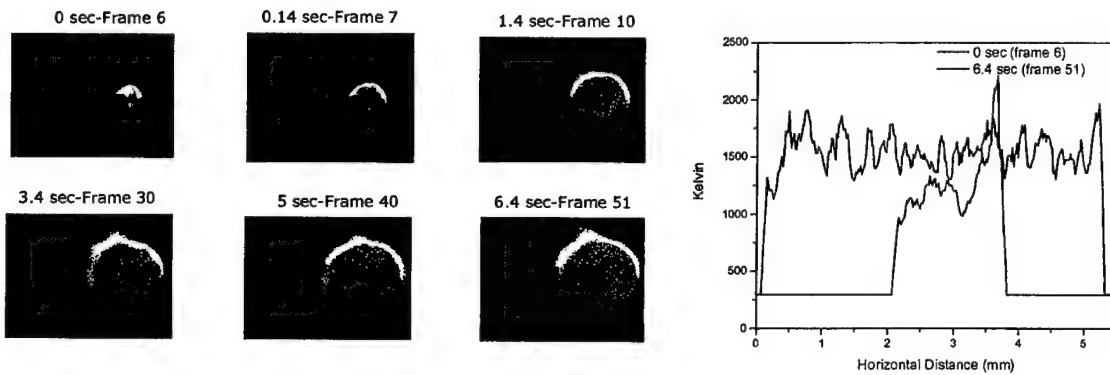 0 sec-Frame 6
0.14 sec-Frame 7
1.4 sec-Frame 10
3.4 sec-Frame 30
5 sec-Frame 40
6.4 sec-Frame 51
0 sec (frame 6)
6.4 sec (frame 51)
2500
2000
1500
1000
500
0
Kelvin
0 1 2 3 4 5
Horizontal Distance (mm)